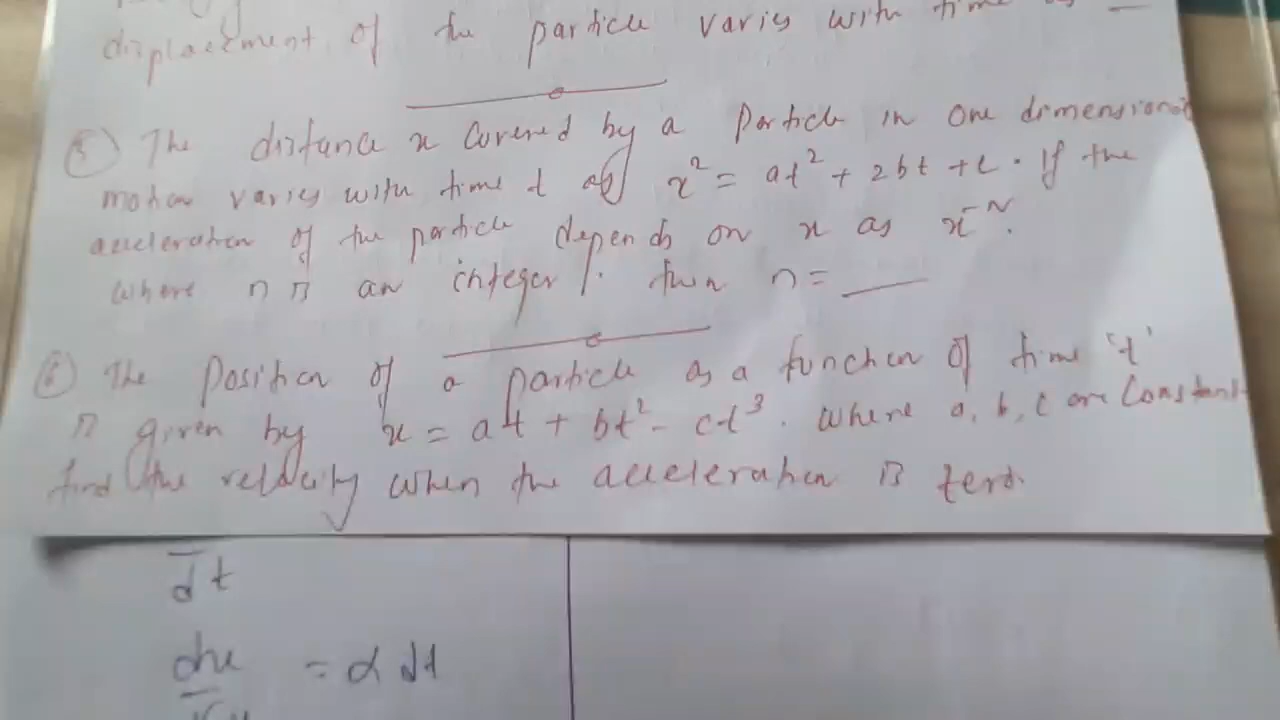 displacement of the particle varies with time as —
⑤ The distance x covered by a particle in one dimensional
motion varies with time t as x² = at² + 2bt + c. If the
acceleration of the particle depends on x as x⁻ᴺ.
where n is an integer. then n = ___
⑥ The position of a particle as a function of time 't'
is given by x = at + bt² - ct³. where a, b, c are constant
find the velocity when the acceleration is zero.
dt
= α dt